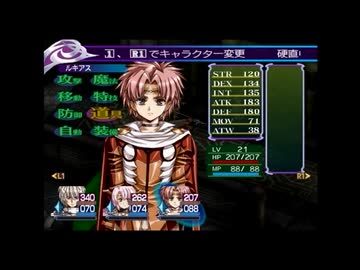 1、R1でキャラクター変更
硬直:
ルキアス
攻撃 魔法
移動 特技
防御 道具
自動 装備
STR 120
DEX 134
INT 135
ATK 183
DEF 180
MOV 71
ATW 38
LV 21
HP 207/207
MP 88/ 88
◀L1
R1▶
340
070
262
074
207
088